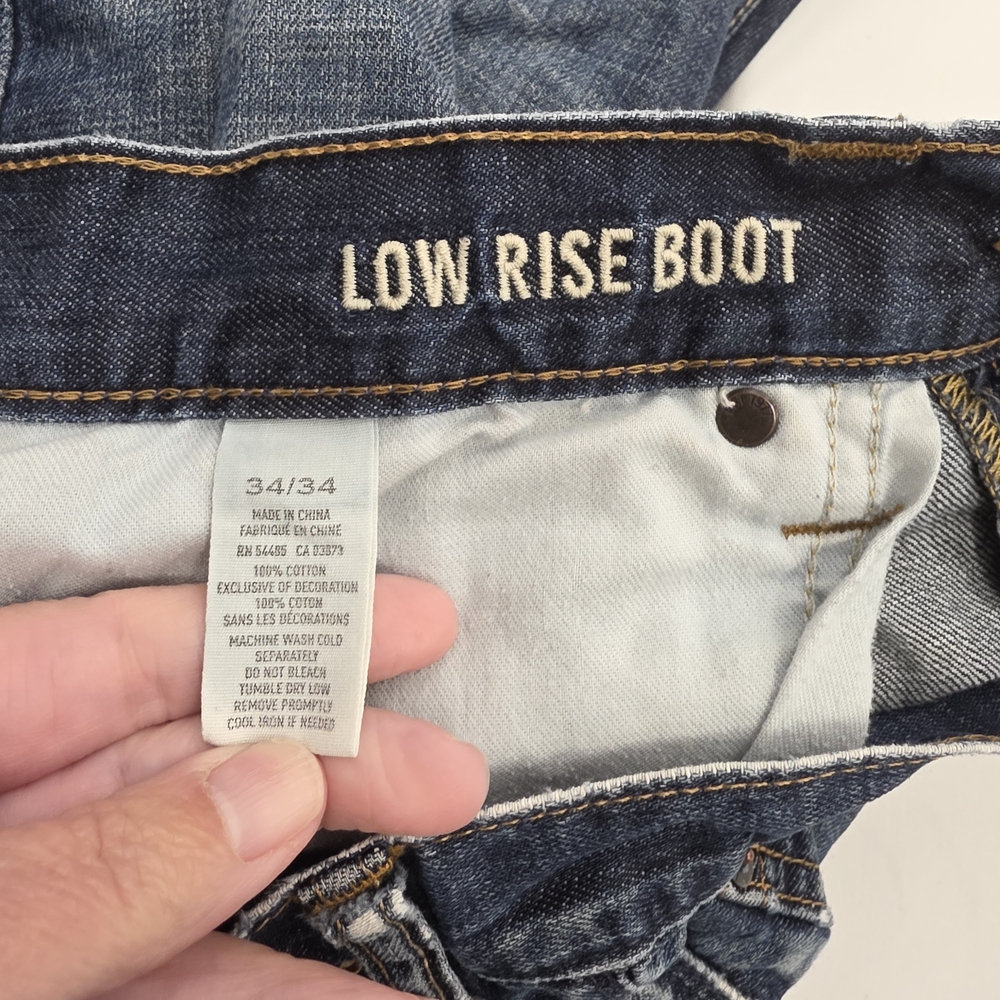 LOW RISE BOOT
34/34
MADE IN CHINA
FABRIQUÉ EN CHINE
RN 54485 CA 03873
100% COTTON
EXCLUSIVE OF DECORATION
100% COTON
SANS LES DÉCORATIONS
MACHINE WASH COLD
SEPARATELY
DO NOT BLEACH
TUMBLE DRY LOW
REMOVE PROMPTLY
COOL IRON IF NEEDED